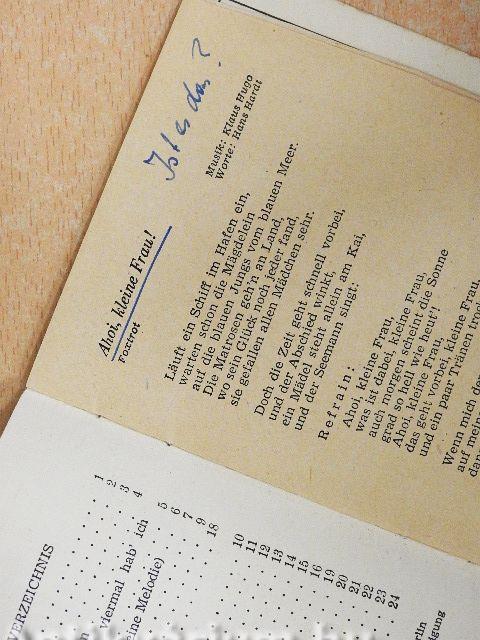 Ahoi, kleine Frau!
Foxtrot
Ist es das?
Musik: Klaus Hugo
Worte: Hans Hardt
Läuft ein Schiff im Hafen ein,
warten schon die Mägdelein
auf die blauen Jungs vom blauen Meer.
Die Matrosen geh'n an Land,
wo sein Glück noch jeder fand,
sie gefallen allen Mädchen sehr.
Doch die Zeit geht schnell vorbei,
und der Abschied winkt,
ein Mädel steht allein am Kai,
und der Seemann singt:
Refrain:
Ahoi, kleine Frau,
was ist dabei, kleine Frau,
auch morgen scheint die Sonne
grad so hell wie heut'!
Ahoi kleine Frau,
das geht vorbei, kleine Frau,
und ein paar Tränen
Wenn mich der
auf
VERZEICHNIS
1
2
3
viermal hab' ich 4
eine Melodie) 5
6
7
9
18
10
11
12
13
14
15
16
19
20
21
22
23
24